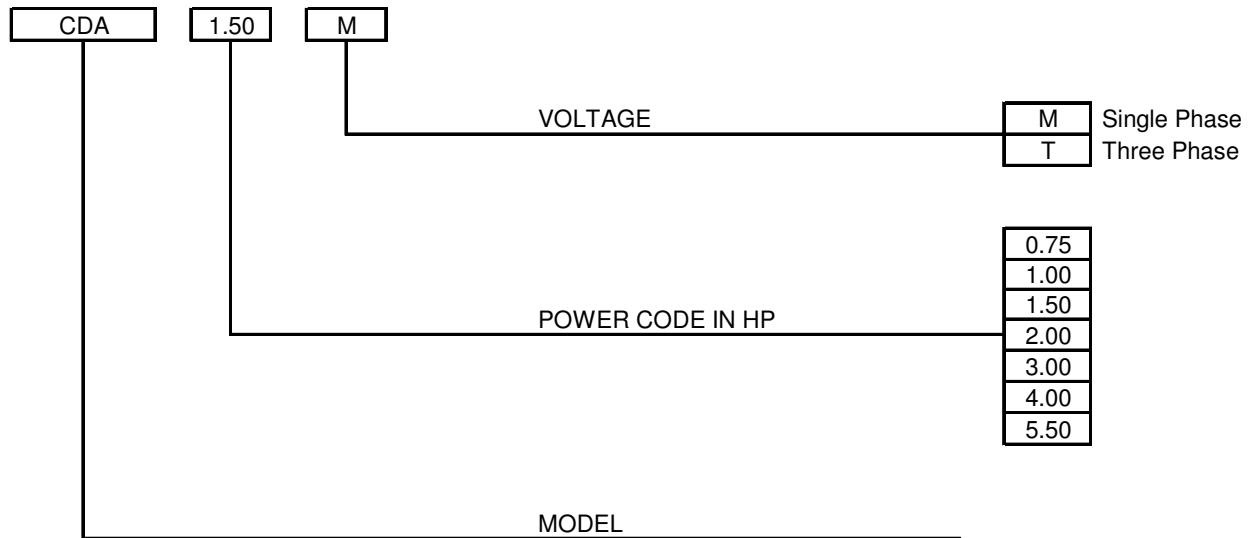 CDA 1.50 M
VOLTAGE
M Single Phase
T Three Phase
0.75
1.00
1.50
POWER CODE IN HP
2.00
3.00
4.00
5.50
MODEL